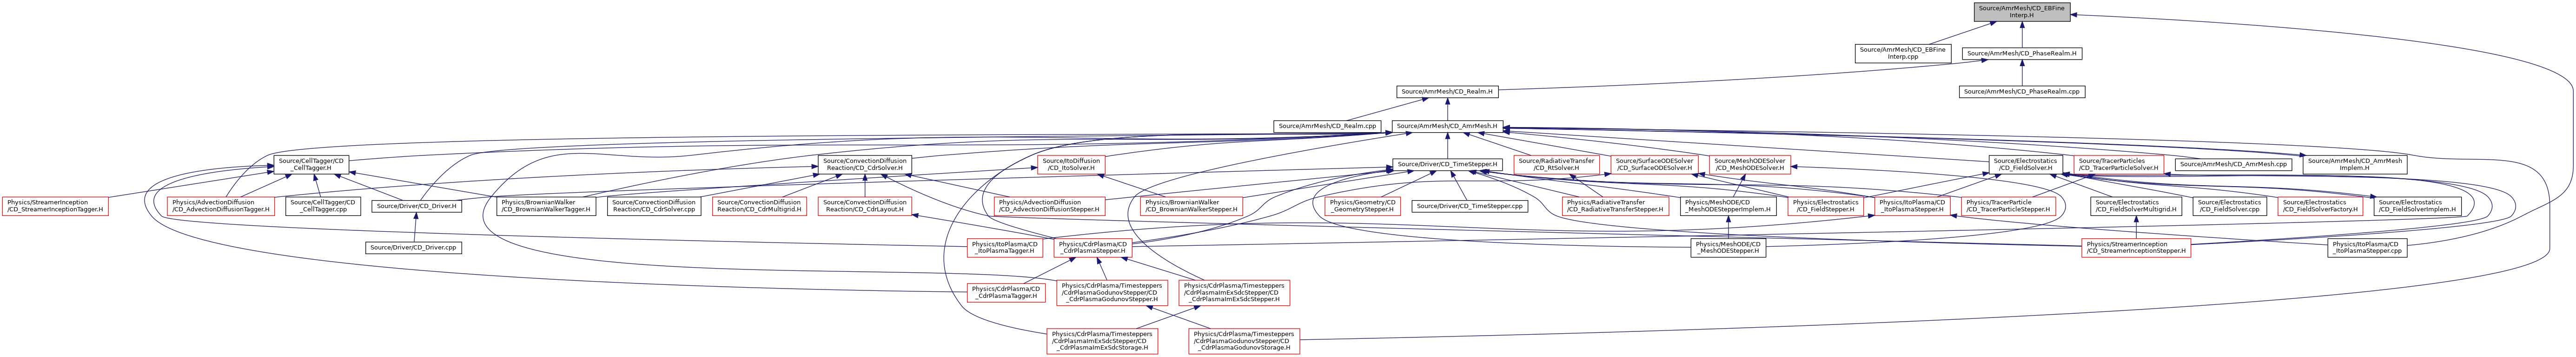 Source/AmrMesh/CD_EBFine
Interp.H
Source/AmrMesh/CD_EBFine
Interp.cpp
Source/AmrMesh/CD_PhaseRealm.H
Source/AmrMesh/CD_Realm.H
Source/AmrMesh/CD_PhaseRealm.cpp
Source/AmrMesh/CD_Realm.cpp
Source/AmrMesh/CD_AmrMesh.H
Source/CellTagger/CD
_CellTagger.H
Source/ConvectionDiffusion
Reaction/CD_CdrSolver.H
Source/ItoDiffusion
/CD_ItoSolver.H
Source/Driver/CD_TimeStepper.H
Source/RadiativeTransfer
/CD_RtSolver.H
Source/SurfaceODESolver
/CD_SurfaceODESolver.H
Source/MeshODESolver
/CD_MeshODESolver.H
Source/Electrostatics
/CD_FieldSolver.H
Source/TracerParticles
/CD_TracerParticleSolver.H
Source/AmrMesh/CD_AmrMesh.cpp
Source/AmrMesh/CD_AmrMesh
Implem.H
Physics/StreamerInception
/CD_StreamerInceptionTagger.H
Physics/AdvectionDiffusion
/CD_AdvectionDiffusionTagger.H
Source/CellTagger/CD
_CellTagger.cpp
Source/Driver/CD_Driver.H
Physics/BrownianWalker
/CD_BrownianWalkerTagger.H
Source/ConvectionDiffusion
Reaction/CD_CdrSolver.cpp
Source/ConvectionDiffusion
Reaction/CD_CdrMultigrid.H
Source/ConvectionDiffusion
Reaction/CD_CdrLayout.H
Physics/AdvectionDiffusion
/CD_AdvectionDiffusionStepper.H
Physics/BrownianWalker
/CD_BrownianWalkerStepper.H
Physics/Geometry/CD
_GeometryStepper.H
Source/Driver/CD_TimeStepper.cpp
Physics/RadiativeTransfer
/CD_RadiativeTransferStepper.H
Physics/MeshODE/CD
_MeshODEStepperImplem.H
Physics/Electrostatics
/CD_FieldStepper.H
Physics/ItoPlasma/CD
_ItoPlasmaStepper.H
Physics/TracerParticle
/CD_TracerParticleStepper.H
Source/Electrostatics
/CD_FieldSolverMultigrid.H
Source/Electrostatics
/CD_FieldSolver.cpp
Source/Electrostatics
/CD_FieldSolverFactory.H
Source/Electrostatics
/CD_FieldSolverImplem.H
Source/Driver/CD_Driver.cpp
Physics/ItoPlasma/CD
_ItoPlasmaTagger.H
Physics/CdrPlasma/CD
_CdrPlasmaStepper.H
Physics/MeshODE/CD
_MeshODEStepper.H
Physics/StreamerInception
/CD_StreamerInceptionStepper.H
Physics/ItoPlasma/CD
_ItoPlasmaStepper.cpp
Physics/CdrPlasma/CD
_CdrPlasmaTagger.H
Physics/CdrPlasma/Timesteppers
/CdrPlasmaGodunovStepper/CD
_CdrPlasmaGodunovStepper.H
Physics/CdrPlasma/Timesteppers
/CdrPlasmaImExSdcStepper/CD
_CdrPlasmaImExSdcStepper.H
Physics/CdrPlasma/Timesteppers
/CdrPlasmaImExSdcStepper/CD
_CdrPlasmaImExSdcStorage.H
Physics/CdrPlasma/Timesteppers
/CdrPlasmaGodunovStepper/CD
_CdrPlasmaGodunovStorage.H